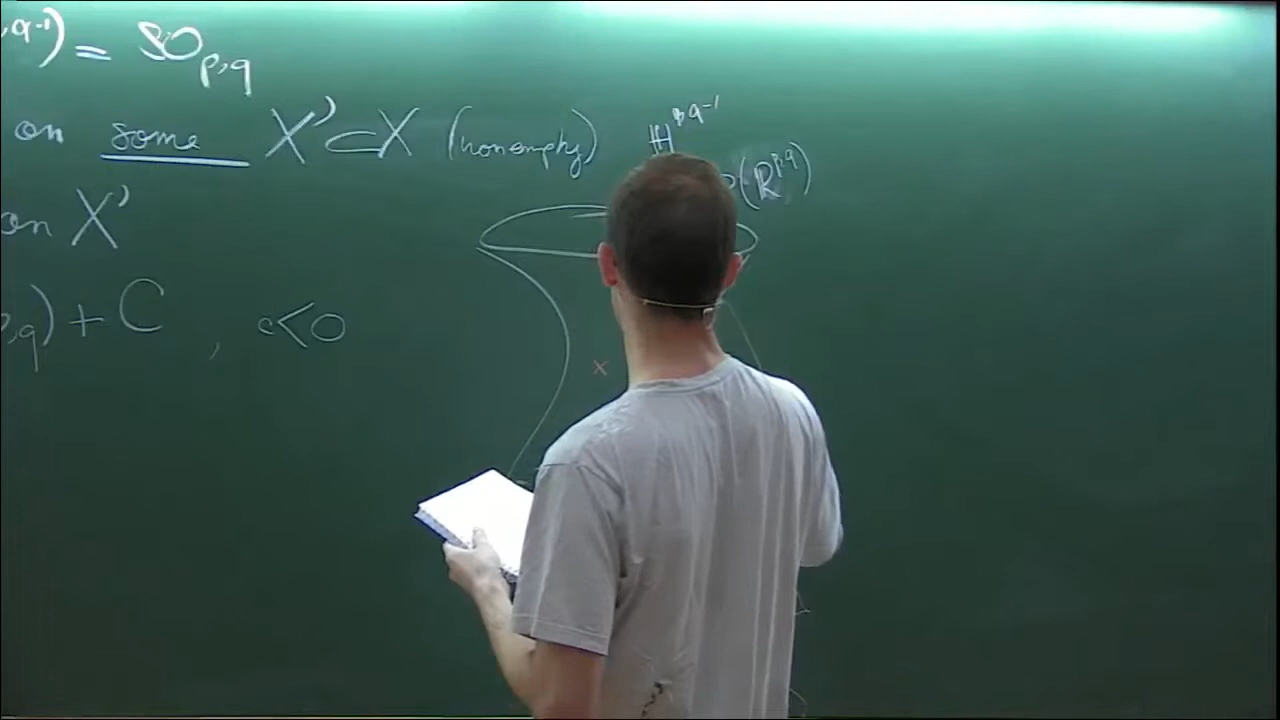 ,q-1) = SO_{p,q}
on some X' ⊂ X (nonempty)
on X'
p,q) + C , c<0
ℍ^{p,q-1}
P(ℝ^{p,q})
x